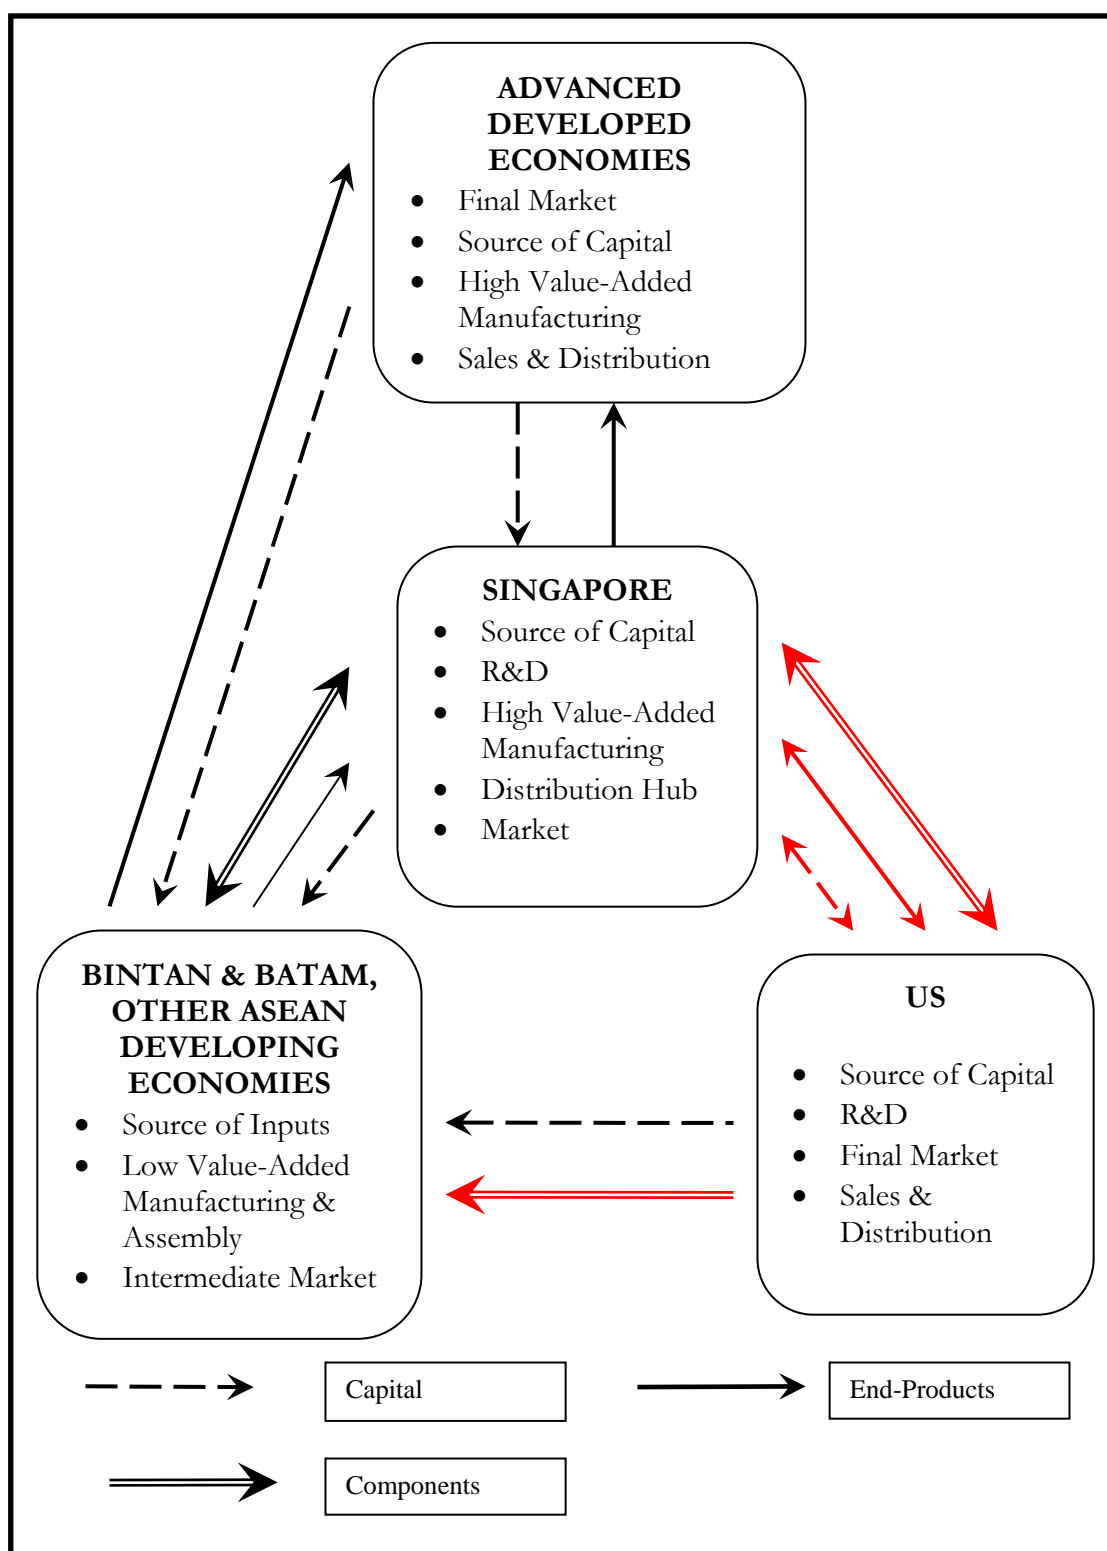 ADVANCED
DEVELOPED
ECONOMIES
• Final Market
• Source of Capital
• High Value-Added
Manufacturing
• Sales & Distribution
SINGAPORE
• Source of Capital
• R&D
• High Value-Added
Manufacturing
• Distribution Hub
• Market
BINTAN & BATAM,
OTHER ASEAN
DEVELOPING
ECONOMIES
• Source of Inputs
• Low Value-Added
Manufacturing &
Assembly
• Intermediate Market
US
• Source of Capital
• R&D
• Final Market
• Sales &
Distribution
Capital
End-Products
Components